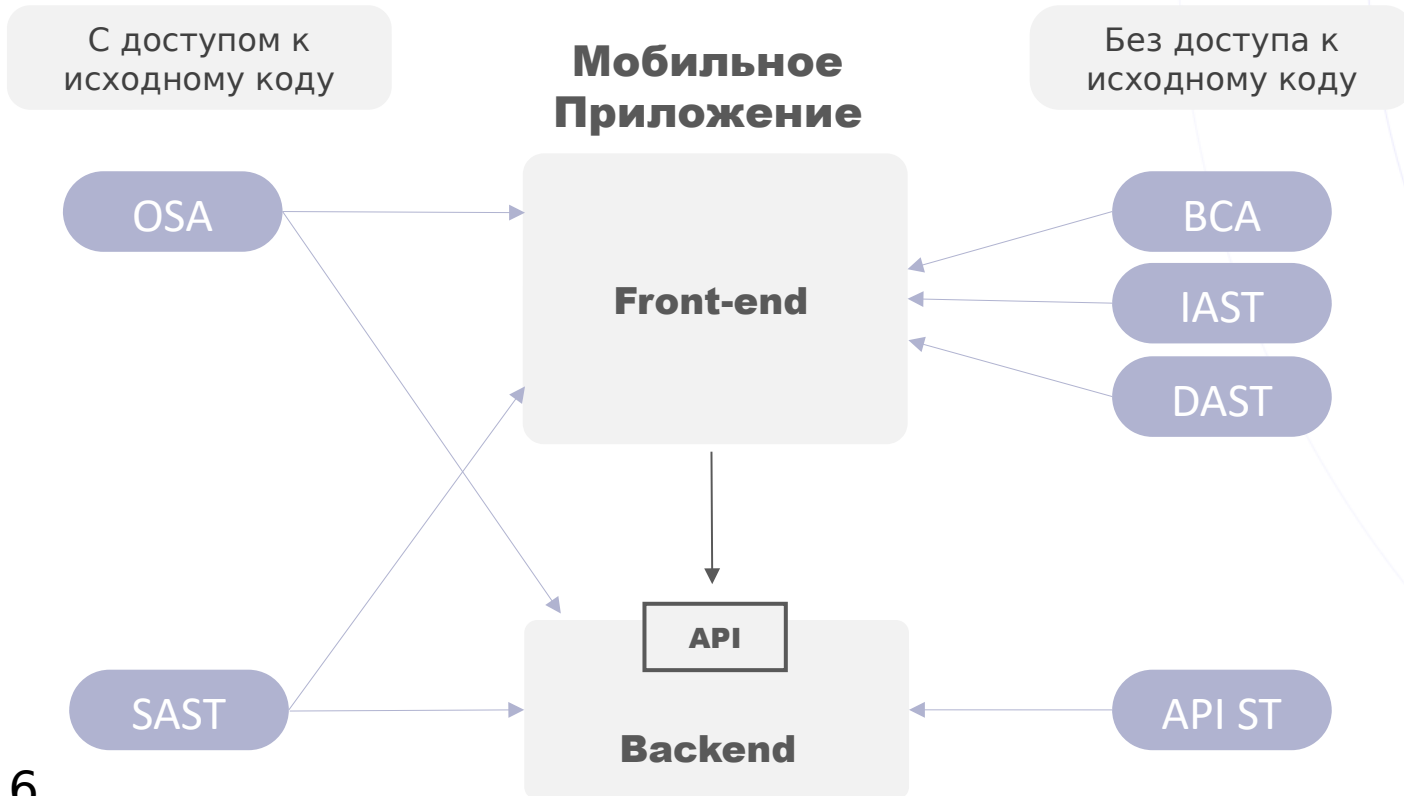 С доступом к
исходному коду
Мобильное
Приложение
Без доступа к
исходному коду
OSA
BCA
Front-end
IAST
DAST
API
SAST
API ST
Backend
6